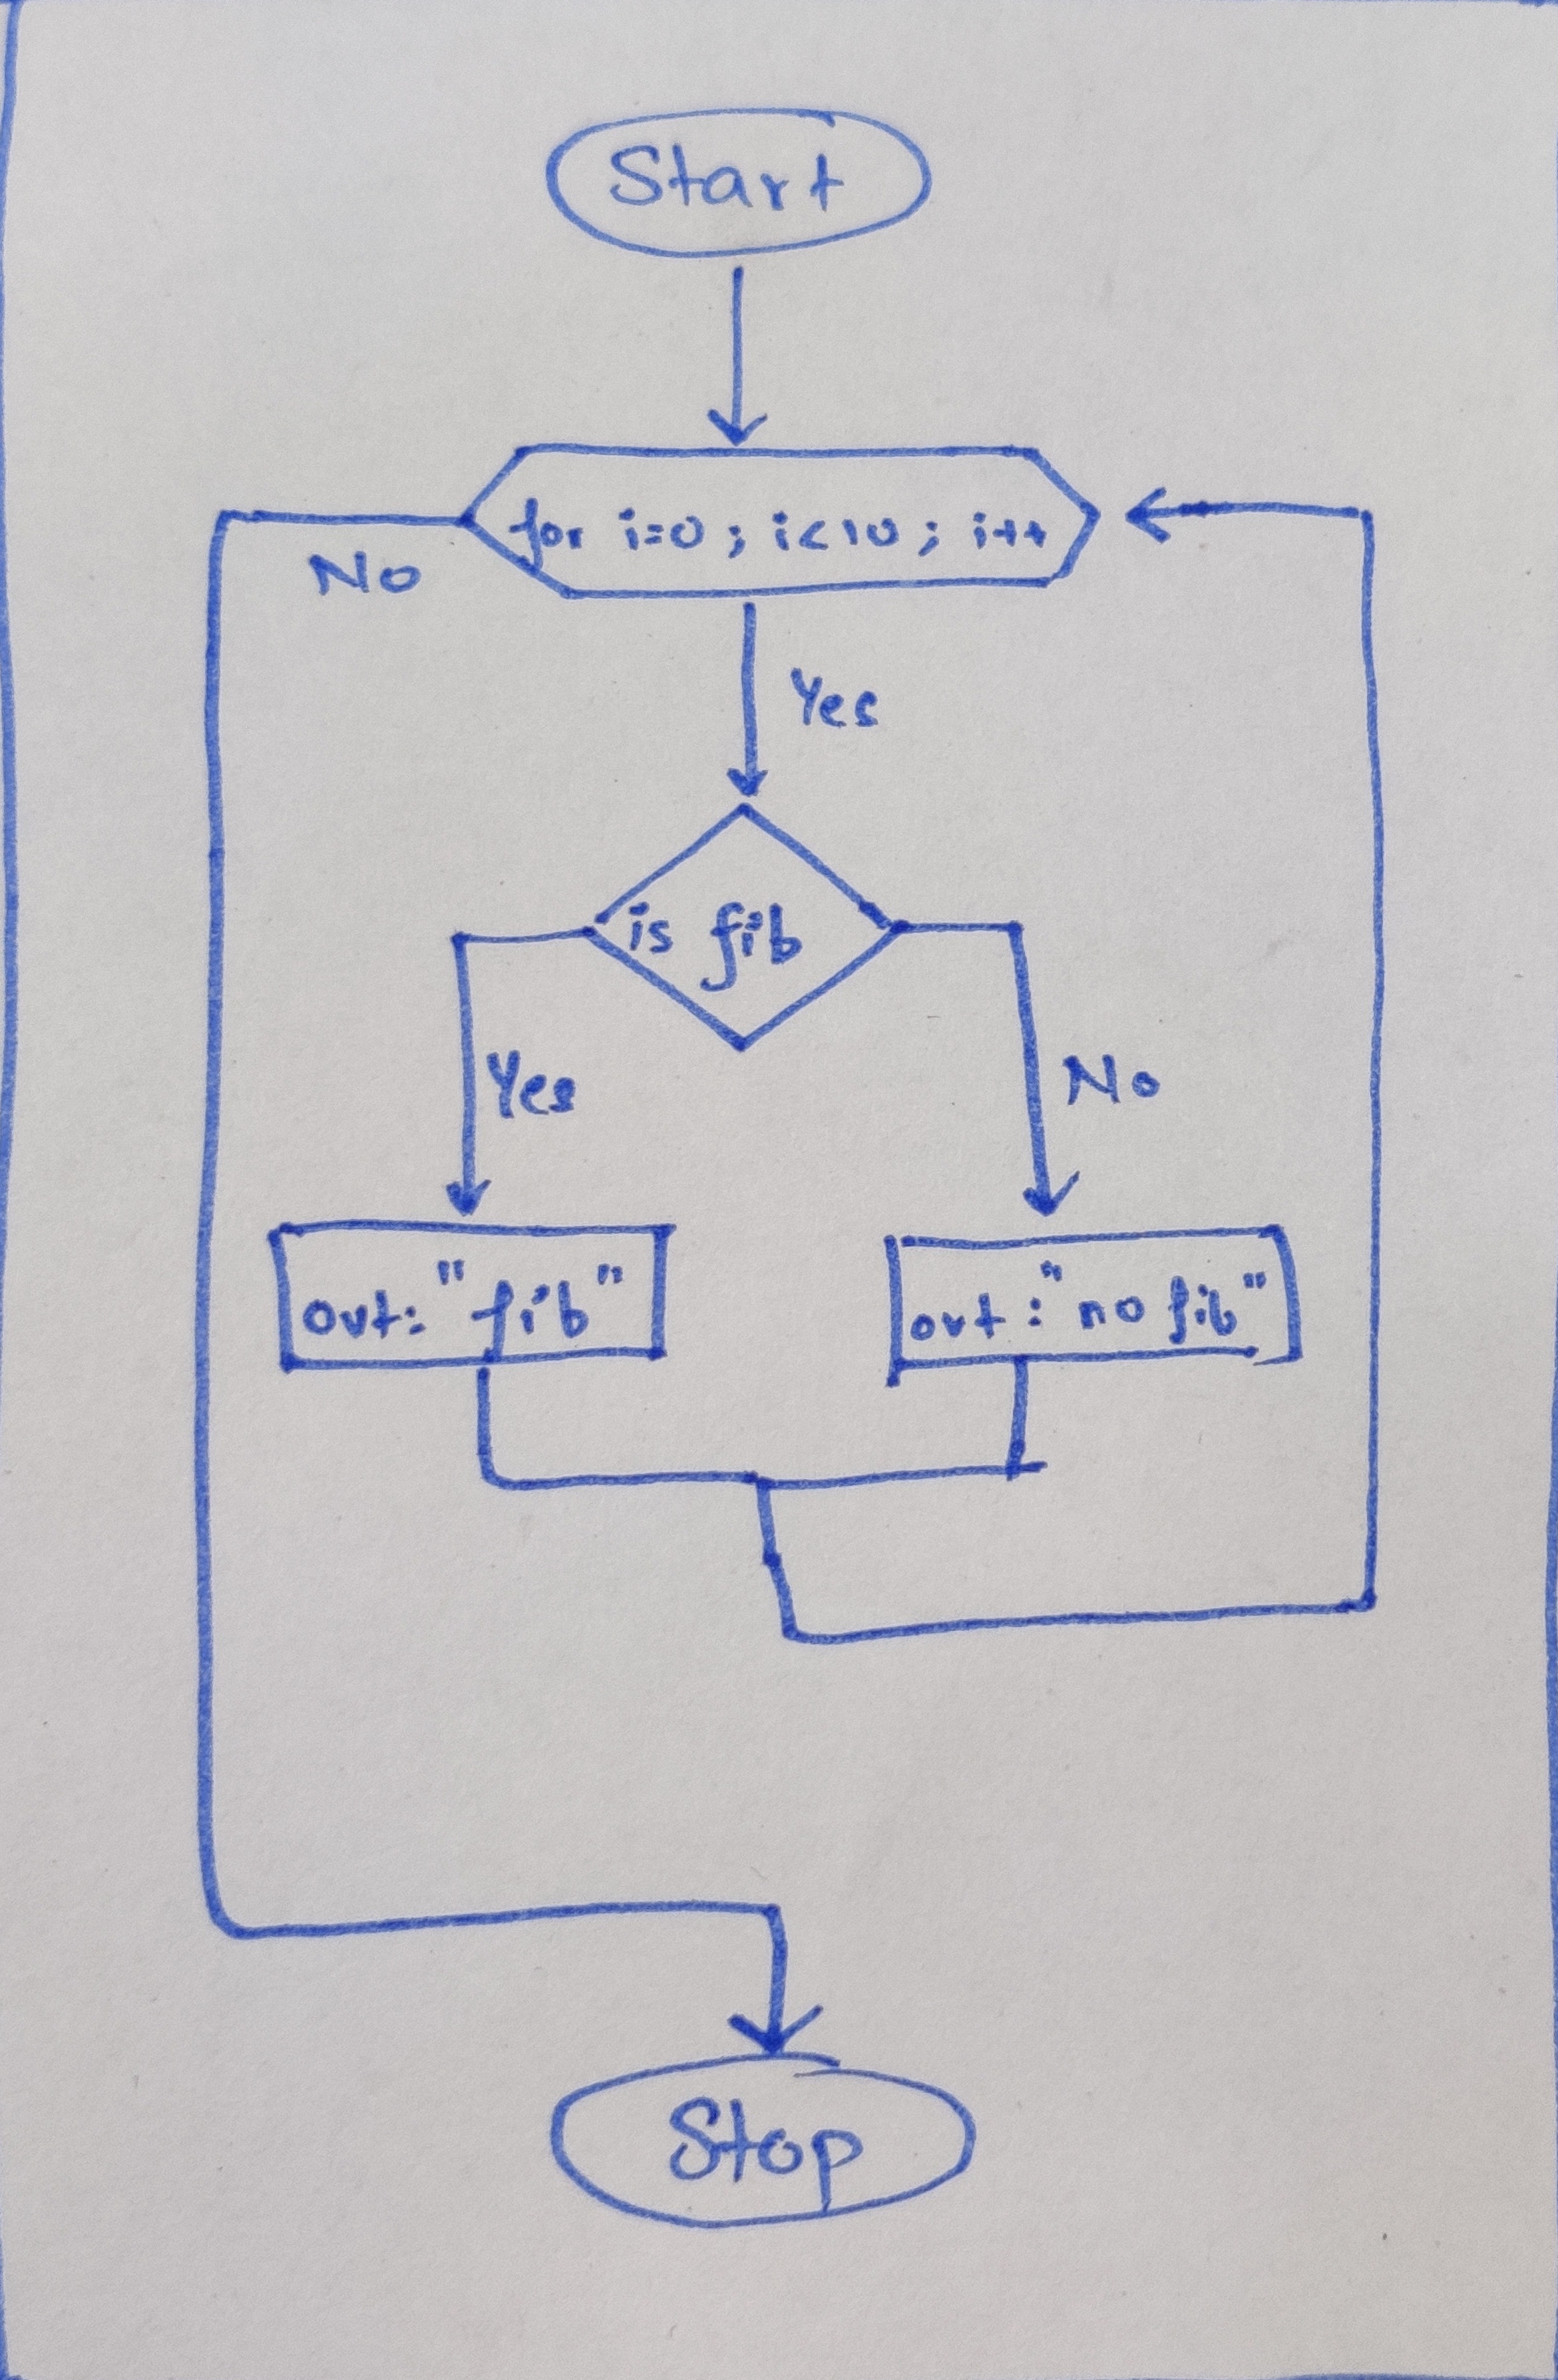 Start
for i=0; i<10; i++
No
Yes
is fib
Yes
No
out: "fib"
out: "no fib"
Stop